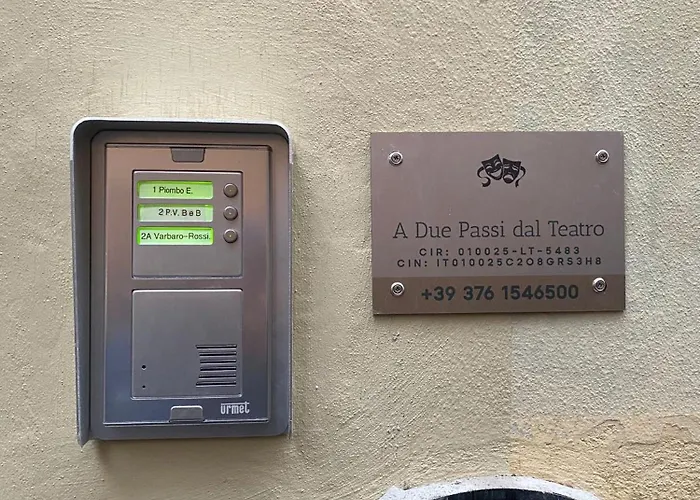 1 Piombo E.
2 P.V. B e B
2A Varbaro-Rossi.
urmet
A Due Passi dal Teatro
CIR: 010025-LT-5483
CIN: IT010025C2O8GRS3H8
+39 376 1546500